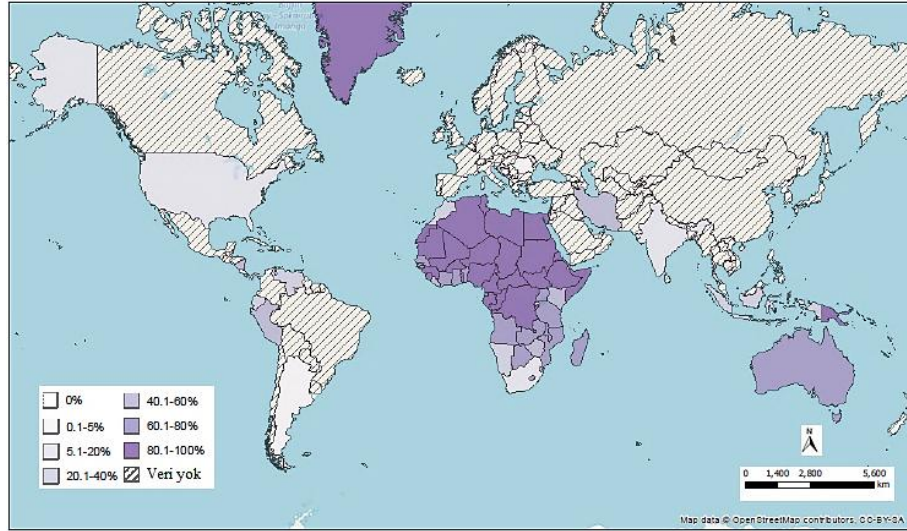 0%
0.1-5%
5.1-20%
20.1-40%
40.1-60%
60.1-80%
80.1-100%
Veri yok
N
0 1,400 2,800 5,600
km
Map data © OpenStreetMap contributors, CC-BY-SA